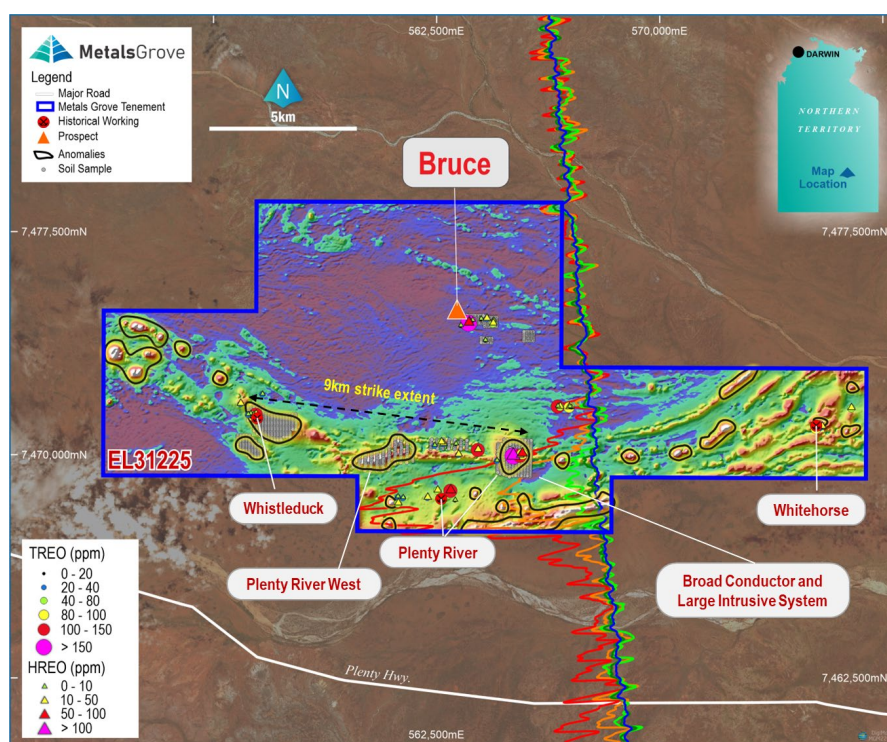 562,500mE
570,000mE
MetalsGrove
Legend
Major Road
Metals Grove Tenement
Historical Working
Prospect
Anomalies
Soil Sample
N
5km
DARWIN
NORTHERN
TERRITORY
Map
Location
Bruce
7,477,500mN
7,477,500mN
9km strike extent
EL31225
7,470,000mN
7,470,000mN
Whistleduck
Plenty River West
Plenty River
Whitehorse
Broad Conductor and
Large Intrusive System
TREO (ppm)
0 - 20
20 - 40
40 - 80
80 - 100
100 - 150
> 150
HREO (ppm)
0 - 10
10 - 50
50 - 100
> 100
Plenty Hwy.
7,462,500mN
562,500mE